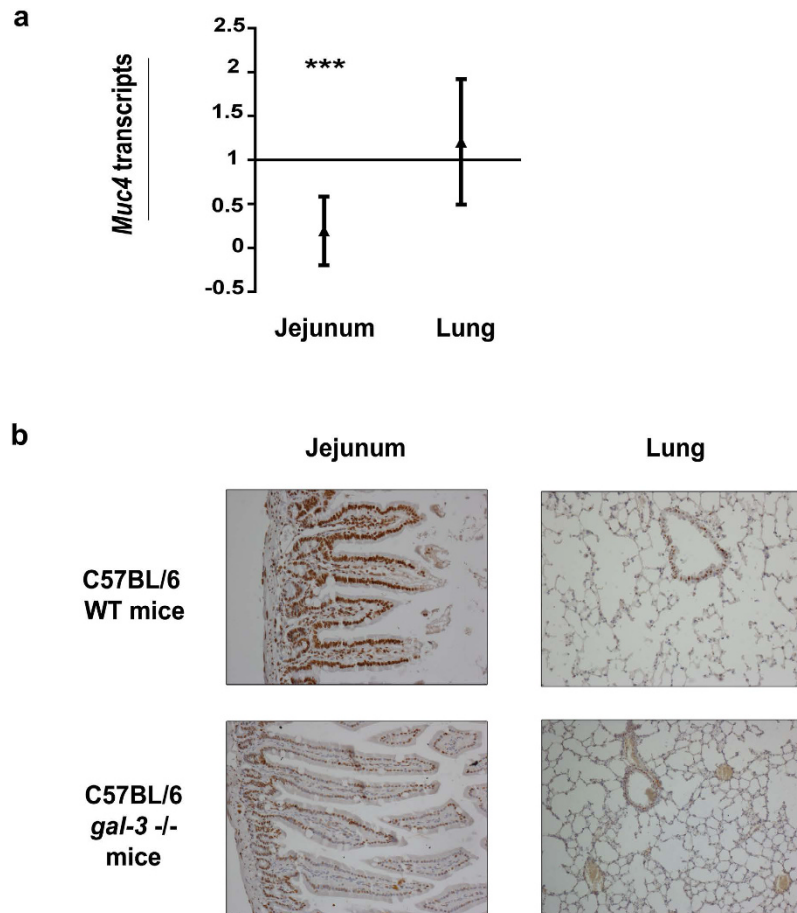 a
Muc4 transcripts
2.5
2
1.5
1
0.5
0
-0.5
***
Jejunum Lung
b
Jejunum Lung
C57BL/6
WT mice
C57BL/6
gal-3 -/-
mice